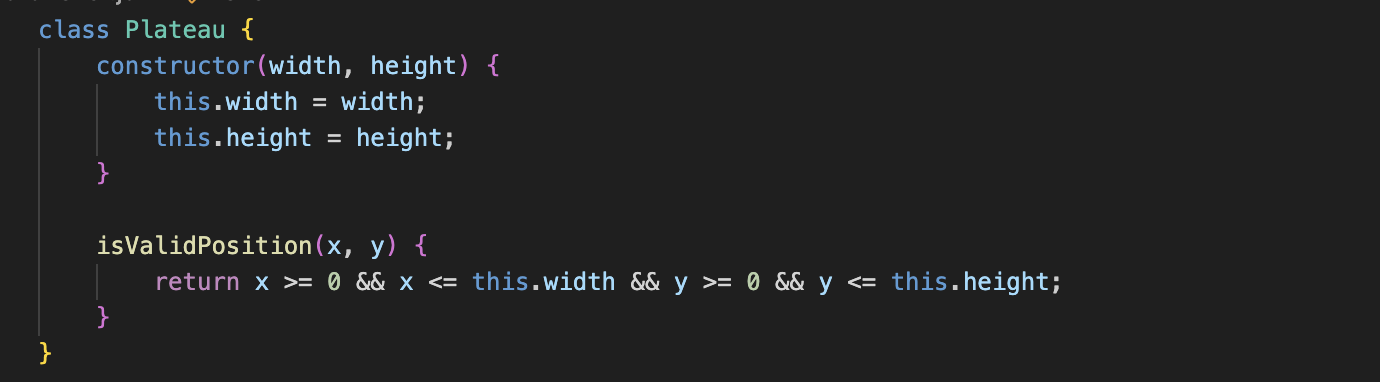 class Plateau {
    constructor(width, height) {
        this.width = width;
        this.height = height;
    }

    isValidPosition(x, y) {
        return x >= 0 && x <= this.width && y >= 0 && y <= this.height;
    }
}